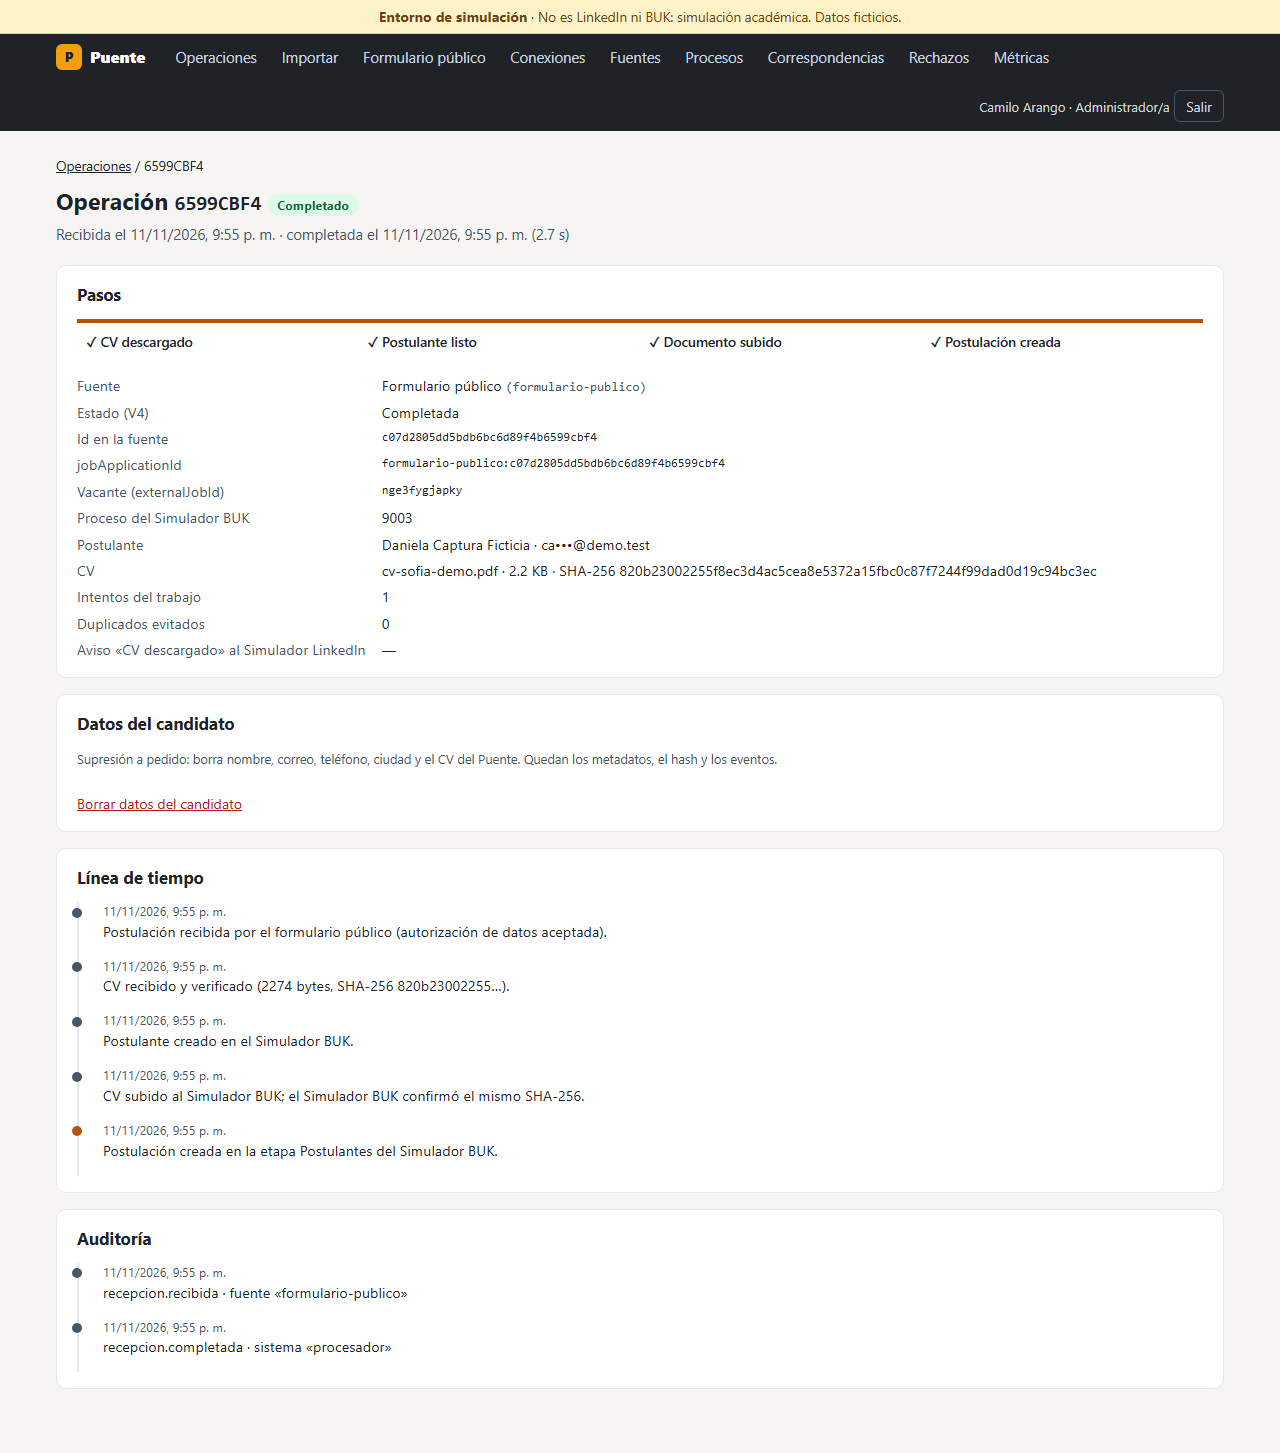 Entorno de simulación · No es LinkedIn ni BUK: simulación académica. Datos ficticios.
P Puente Operaciones Importar Formulario público Conexiones Fuentes Procesos Correspondencias Rechazos Métricas
Camilo Arango · Administrador/a Salir
Operaciones / 6599CBF4
Operación 6599CBF4 Completado
Recibida el 11/11/2026, 9:55 p. m. · completada el 11/11/2026, 9:55 p. m. (2.7 s)
Pasos
✓ CV descargado ✓ Postulante listo ✓ Documento subido ✓ Postulación creada
Fuente Formulario público (formulario-publico)
Estado (V4) Completada
Id en la fuente c07d2805dd5bdb6bc6d89f4b6599cbf4
jobApplicationId formulario-publico:c07d2805dd5bdb6bc6d89f4b6599cbf4
Vacante (externalJobId) nge3fygjapky
Proceso del Simulador BUK 9003
Postulante Daniela Captura Ficticia · ca•••@demo.test
CV cv-sofia-demo.pdf · 2.2 KB · SHA-256 820b23002255f8ec3d4ac5cea8e5372a15fbc0c87f7244f99dad0d19c94bc3ec
Intentos del trabajo 1
Duplicados evitados 0
Aviso «CV descargado» al Simulador LinkedIn —
Datos del candidato
Supresión a pedido: borra nombre, correo, teléfono, ciudad y el CV del Puente. Quedan los metadatos, el hash y los eventos.
Borrar datos del candidato
Línea de tiempo
11/11/2026, 9:55 p. m.
Postulación recibida por el formulario público (autorización de datos aceptada).
11/11/2026, 9:55 p. m.
CV recibido y verificado (2274 bytes, SHA-256 820b23002255…).
11/11/2026, 9:55 p. m.
Postulante creado en el Simulador BUK.
11/11/2026, 9:55 p. m.
CV subido al Simulador BUK; el Simulador BUK confirmó el mismo SHA-256.
11/11/2026, 9:55 p. m.
Postulación creada en la etapa Postulantes del Simulador BUK.
Auditoría
11/11/2026, 9:55 p. m.
recepcion.recibida · fuente «formulario-publico»
11/11/2026, 9:55 p. m.
recepcion.completada · sistema «procesador»